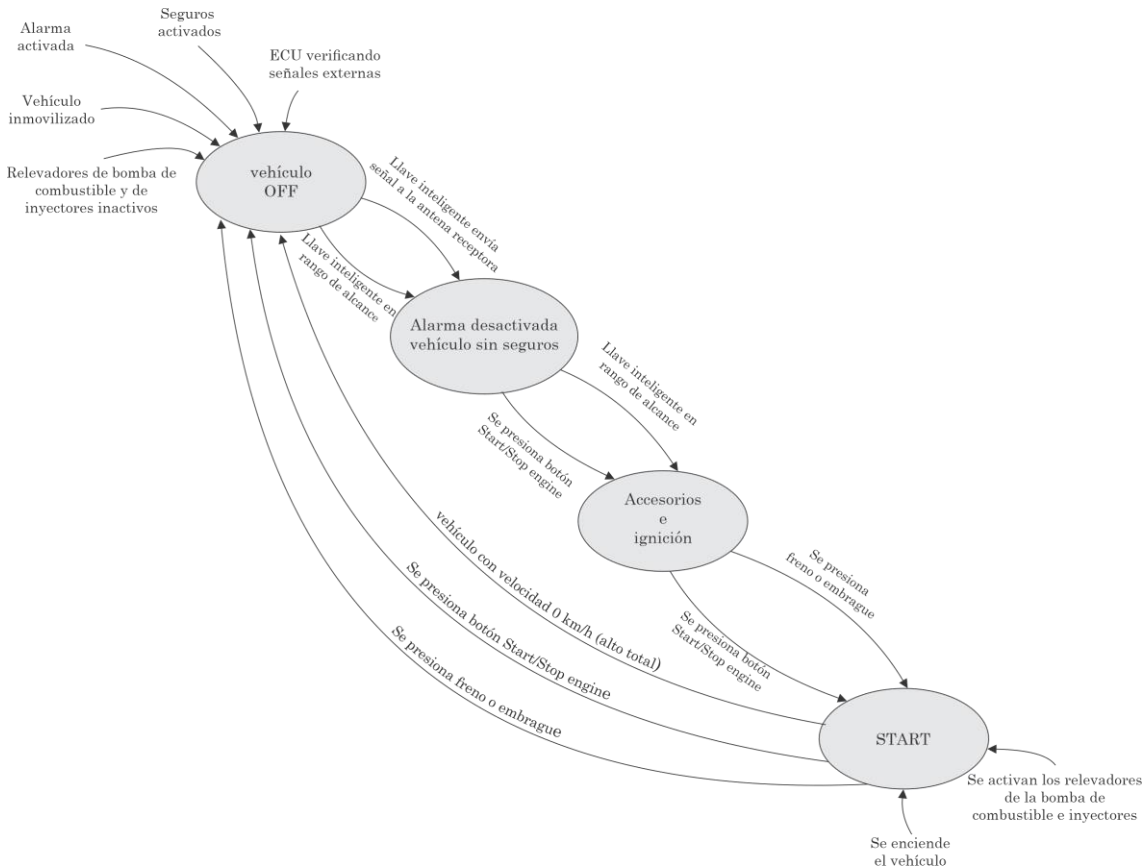 Seguros
activados
Alarma
activada
ECU verificando
señales externas
Vehículo
inmovilizado
Relevadores de bomba de
combustible y de
inyectores inactivos
vehículo
OFF
Llave inteligente envía
señal a la antena receptora
Llave inteligente en
rango de alcance
Alarma desactivada
vehículo sin seguros
Llave inteligente en
rango de alcance
Se presiona botón
Start/Stop engine
Accesorios
e
ignición
Se presiona
freno o embrague
Se presiona botón
Start/Stop engine
vehículo con velocidad 0 km/h (alto total)
Se presiona botón Start/Stop engine
Se presiona freno o embrague
START
Se activan los relevadores
de la bomba de
combustible e inyectores
Se enciende
el vehículo